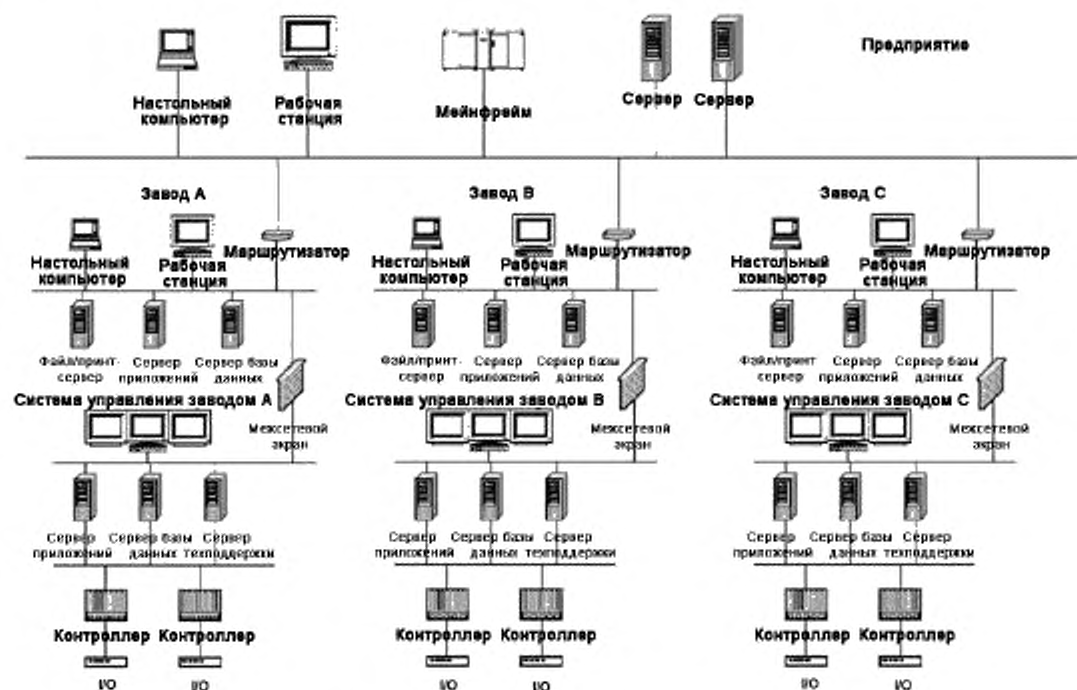 Предприятие
Настольный
компьютер
Рабочая
станция
Мейнфрейм
Сервер
Сервер
Завод A
Настольный
компьютер
Рабочая
станция
Маршрутизатор
Файл/принт-
сервер
Сервер
приложений
Сервер базы
данных
Система управления заводом A
Межсетевой
экран
Сервер
приложений
Сервер базы
данных
Сервер
техподдержки
Контроллер
Контроллер
I/O
I/O
Завод B
Настольный
компьютер
Рабочая
станция
Маршрутизатор
Файл/принт-
сервер
Сервер
приложений
Сервер базы
данных
Система управления заводом B
Межсетевой
экран
Сервер
приложений
Сервер базы
данных
Сервер
техподдержки
Контроллер
Контроллер
I/O
I/O
Завод C
Настольный
компьютер
Рабочая
станция
Маршрутизатор
Файл/принт
сервер
Сервер
приложений
Сервер базы
данных
Система управления заводом C
Межсетевой
экран
Сервер
приложений
Сервер базы
данных
Сервер
техподдержки
Контроллер
Контроллер
I/O
I/O